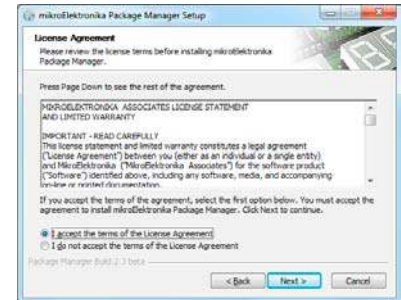 mikroElektronika Package Manager Setup
License Agreement
Please review the license terms before installing mikroElektronika
Package Manager.
Press Page Down to see the rest of the agreement.
MIKROELEKTRONIKA ASSOCIATES LICENSE STATEMENT
AND LIMITED WARRANTY
IMPORTANT - READ CAREFULLY
This license statement and limited warranty constitutes a legal agreement
("License Agreement") between you (either as an individual or a single entity)
and MikroElektronika ("MikroElektronika Associates") for the software product
("Software") identified above, including any software, media, and accompanying
on-line or printed documentation.
If you accept the terms of the agreement, select the first option below. You must accept the
agreement to install mikroElektronika Package Manager. Click Next to continue.
I accept the terms of the License Agreement
I do not accept the terms of the License Agreement
Package Manager Build 2.3 beta
< Back
Next >
Cancel